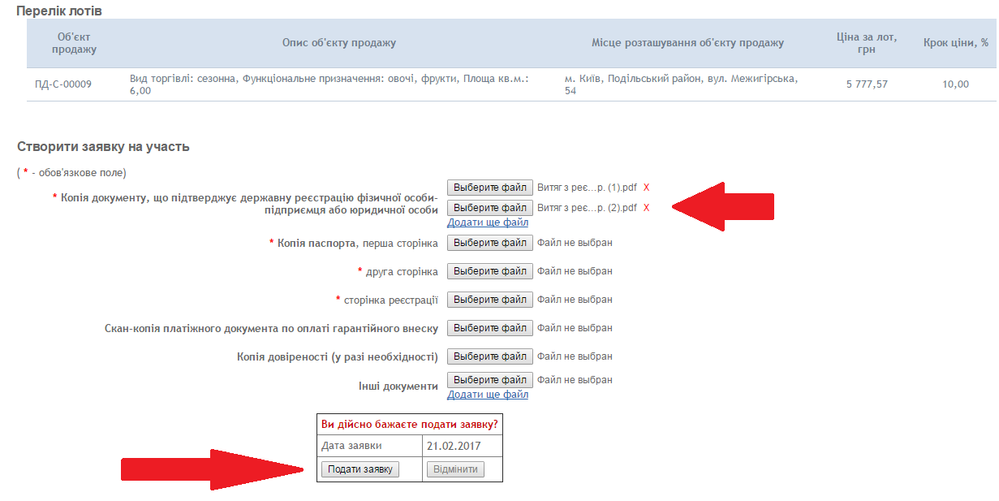 Перелік лотів
Об'єкт продажу
Опис об'єкту продажу
Місце розташування об'єкту продажу
Ціна за лот, грн
Крок ціни, %
ПД-С-00009
Вид торгівлі: сезонна, Функціональне призначення: овочі, фрукти, Площа кв.м.:
6,00
м. Київ, Подільський район, вул. Межигірська,
54
5 777,57
10,00
Створити заявку на участь
( * - обов'язкове поле)
* Копія документу, що підтверджує державну реєстрацію фізичної особи-
підприємця або юридичної особи
Выберите файл Витяг з реє...р. (1).pdf X
Выберите файл Витяг з реє...р. (2).pdf X
Додати ще файл
* Копія паспорта, перша сторінка Выберите файл Файл не выбран
* друга сторінка Выберите файл Файл не выбран
* сторінка реєстрації Выберите файл Файл не выбран
Скан-копія платіжного документа по оплаті гарантійного внеску Выберите файл Файл не выбран
Копія довіреності (у разі необхідності) Выберите файл Файл не выбран
Інші документи Выберите файл Файл не выбран
Додати ще файл
Ви дійсно бажаєте подати заявку?
Дата заявки 21.02.2017
Подати заявку Відмінити